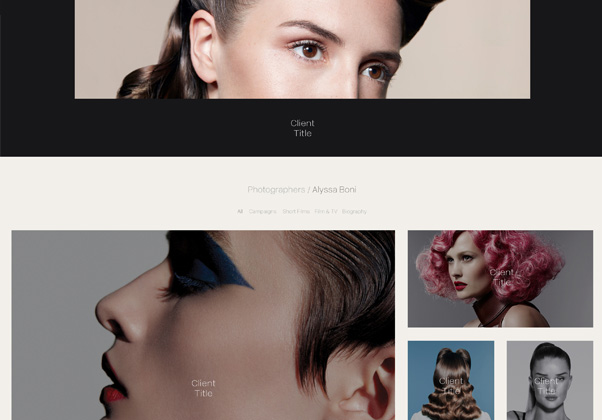 Client
Title
Photographers / Alyssa Boni
All Campaigns Short Films Film & TV Biography
Client
Title
Client
Title
Client
Title
Client
Title